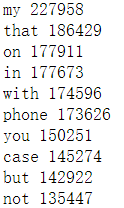 my 227958
that 186429
on 177911
in 177673
with 174596
phone 173626
you 150251
case 145274
but 142922
not 135447